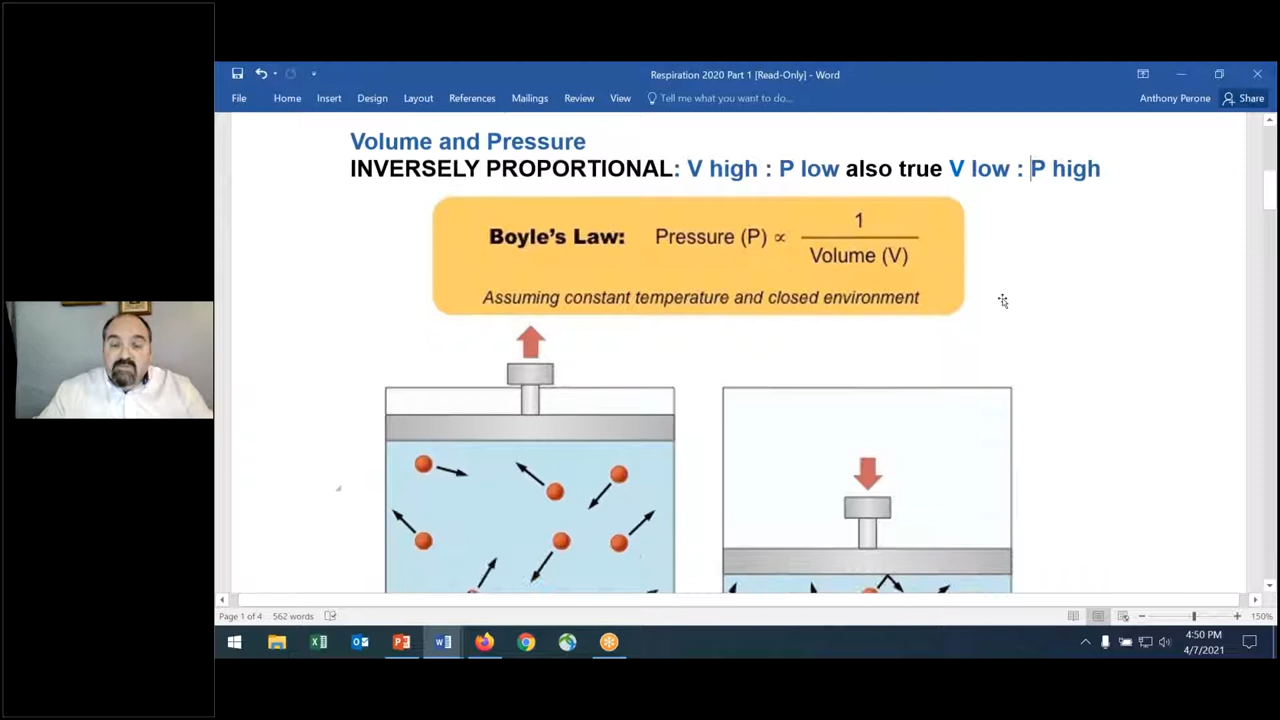 Respiration 2020 Part 1 [Read-Only] - Word
File Home Insert Design Layout References Mailings Review View Tell me what you want to do... Anthony Perone Share
Volume and Pressure
INVERSELY PROPORTIONAL: V high : P low also true V low : P high
Boyle's Law: Pressure (P) ∝ 1
Volume (V)
Assuming constant temperature and closed environment
Page 1 of 4 562 words 150%
4:50 PM
4/7/2021